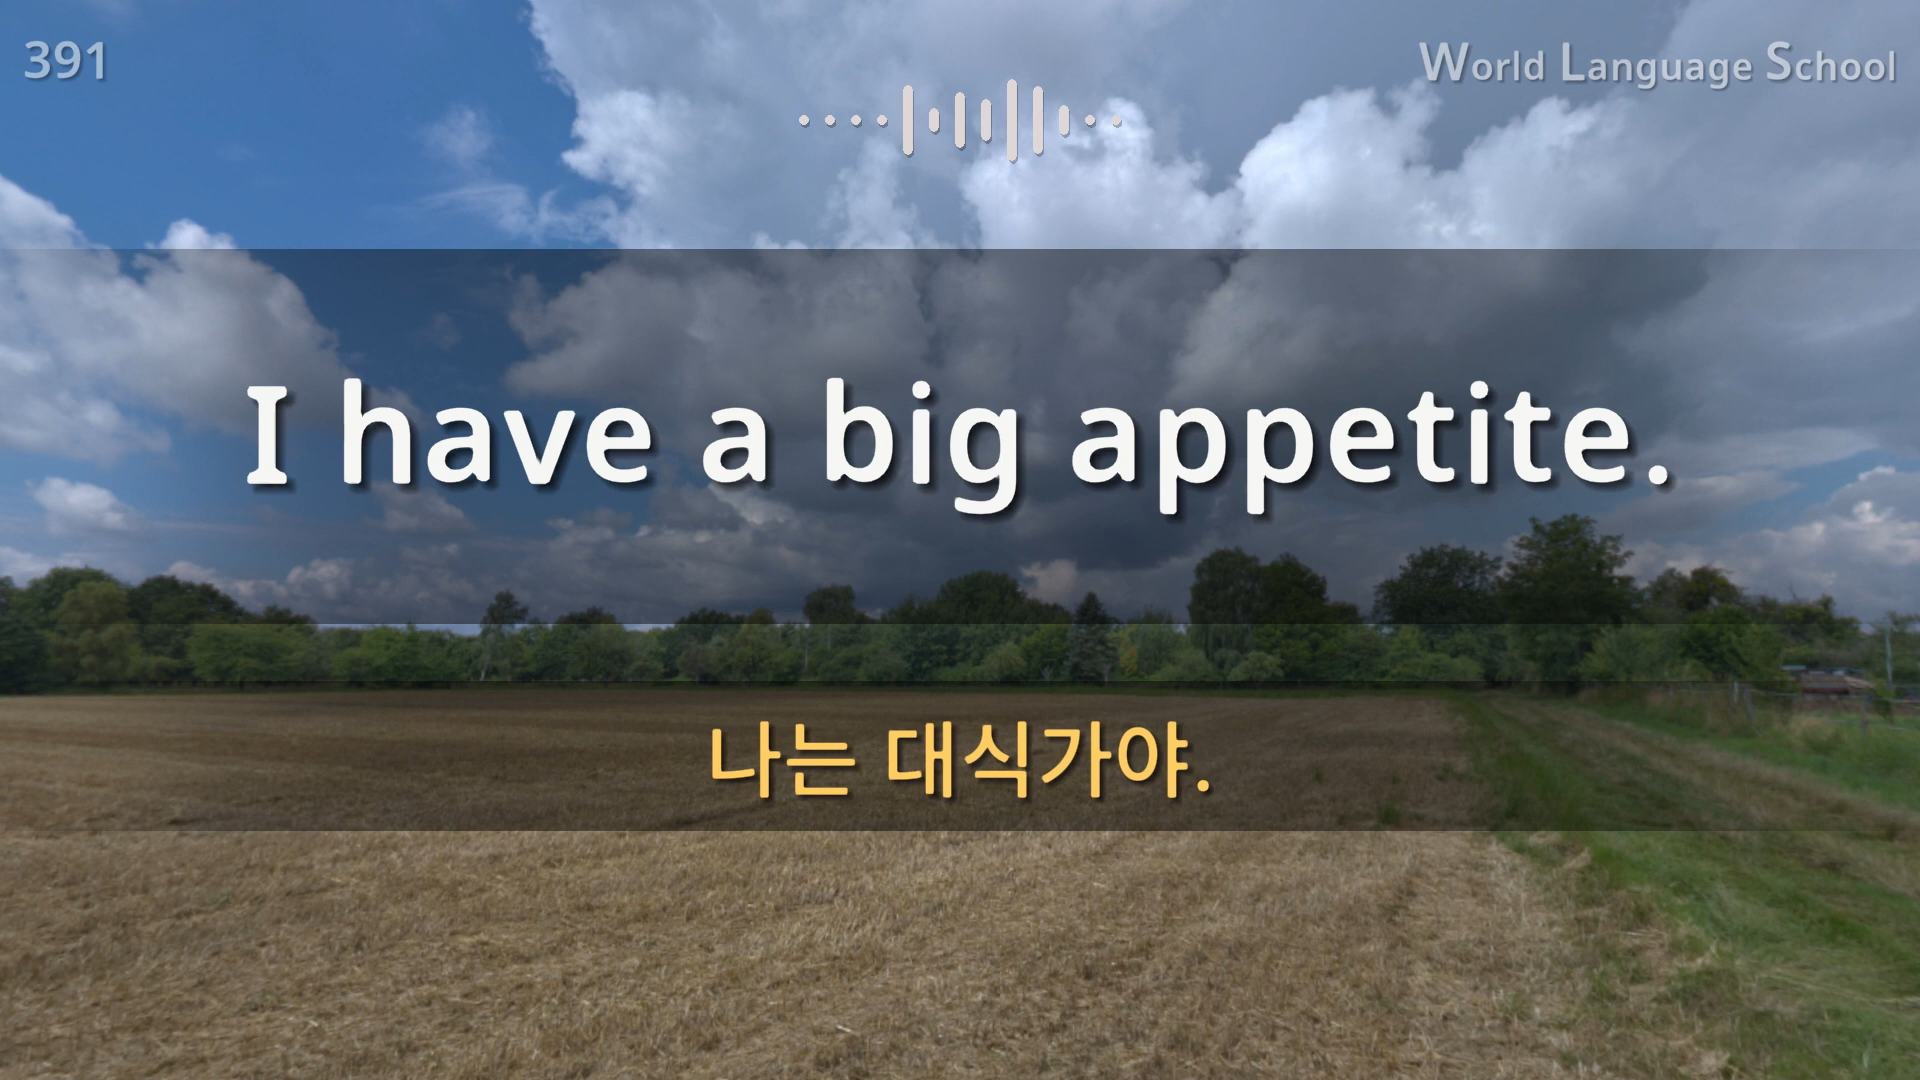 391
World Language School
I have a big appetite.
나는 대식가야.